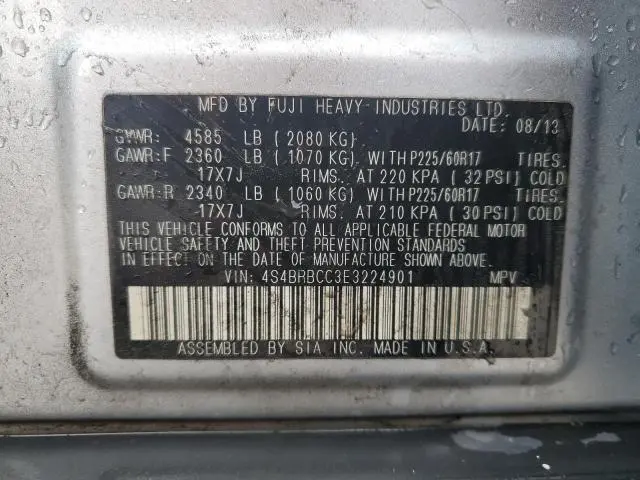 MFD BY FUJI HEAVY INDUSTRIES LTD.
DATE: 08/13
GVWR: 4585 LB (2080 KG)
GAWR:F 2360 LB (1070 KG) WITH P225/60R17 TIRES
17X7J RIMS, AT 220 KPA (32 PSI) COLD
GAWR:R 2340 LB (1060 KG) WITH P225/60R17 TIRES
17X7J RIMS, AT 210 KPA (30 PSI) COLD
THIS VEHICLE CONFORMS TO ALL APPLICABLE FEDERAL MOTOR
VEHICLE SAFETY AND THEFT PREVENTION STANDARDS
IN EFFECT ON THE DATE OF MANUFACTURE SHOWN ABOVE.
VIN: 4S4BRBCC3E3224901 MPV
ASSEMBLED BY SIA INC. MADE IN U.S.A.